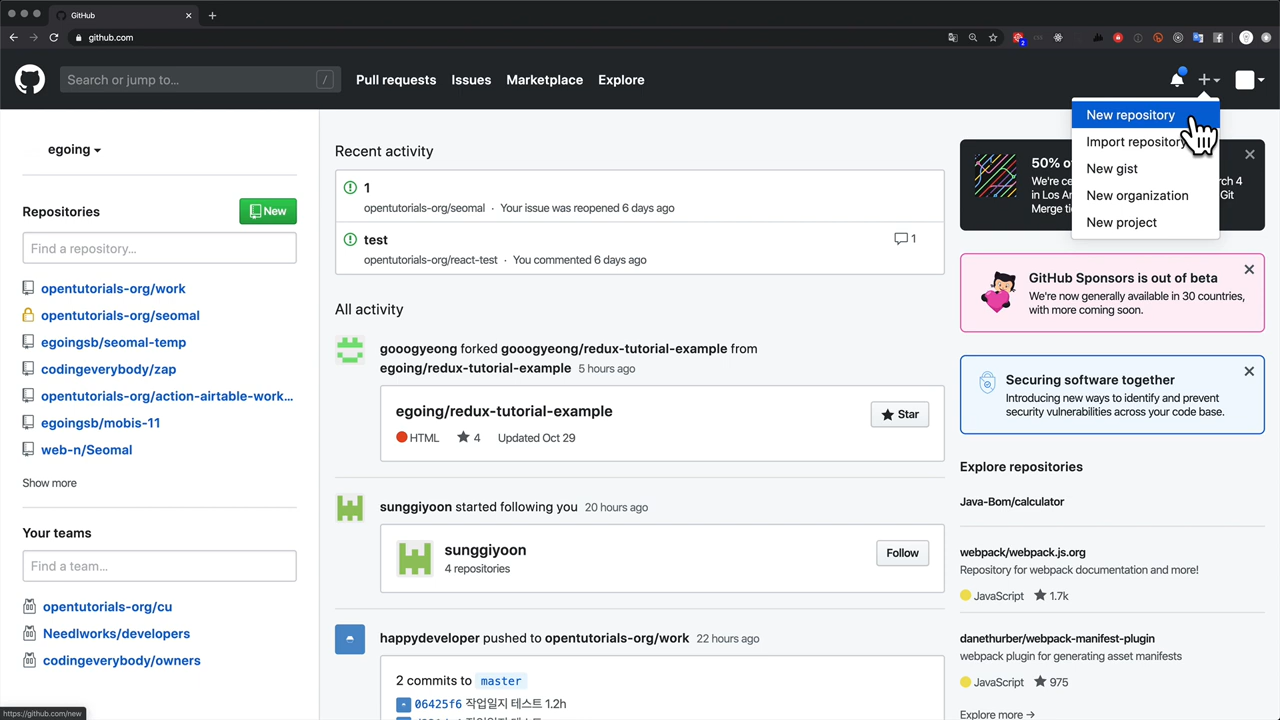 GitHub
github.com
2
Search or jump to…
/
Pull requests
Issues
Marketplace
Explore
New repository
Import repository
New gist
New organization
New project
egoing
Repositories
New
Find a repository…
opentutorials-org/work
opentutorials-org/seomal
egoingsb/seomal-temp
codingeverybody/zap
opentutorials-org/action-airtable-work…
egoingsb/mobis-11
web-n/Seomal
Show more
Your teams
Find a team…
opentutorials-org/cu
Needlworks/developers
codingeverybody/owners
https://github.com/new
Recent activity
1
opentutorials-org/seomal · Your issue was reopened 6 days ago
test
1
opentutorials-org/react-test · You commented 6 days ago
All activity
gooogyeong forked gooogyeong/redux-tutorial-example from
egoing/redux-tutorial-example 5 hours ago
egoing/redux-tutorial-example
Star
HTML 4 Updated Oct 29
sunggiyoon started following you 20 hours ago
sunggiyoon
4 repositories
Follow
happydeveloper pushed to opentutorials-org/work 22 hours ago
2 commits to master
06425f6 작업일지 테스트 1.2h
50%
We're
in Los
Merge
rch 4
Git
GitHub Sponsors is out of beta
We're now generally available in 30 countries,
with more coming soon.
Securing software together
Introducing new ways to identify and prevent
security vulnerabilities across your code base.
Explore repositories
Java-Bom/calculator
webpack/webpack.js.org
Repository for webpack documentation and more!
JavaScript 1.7k
danethurber/webpack-manifest-plugin
webpack plugin for generating asset manifests
JavaScript 975
Explore more →